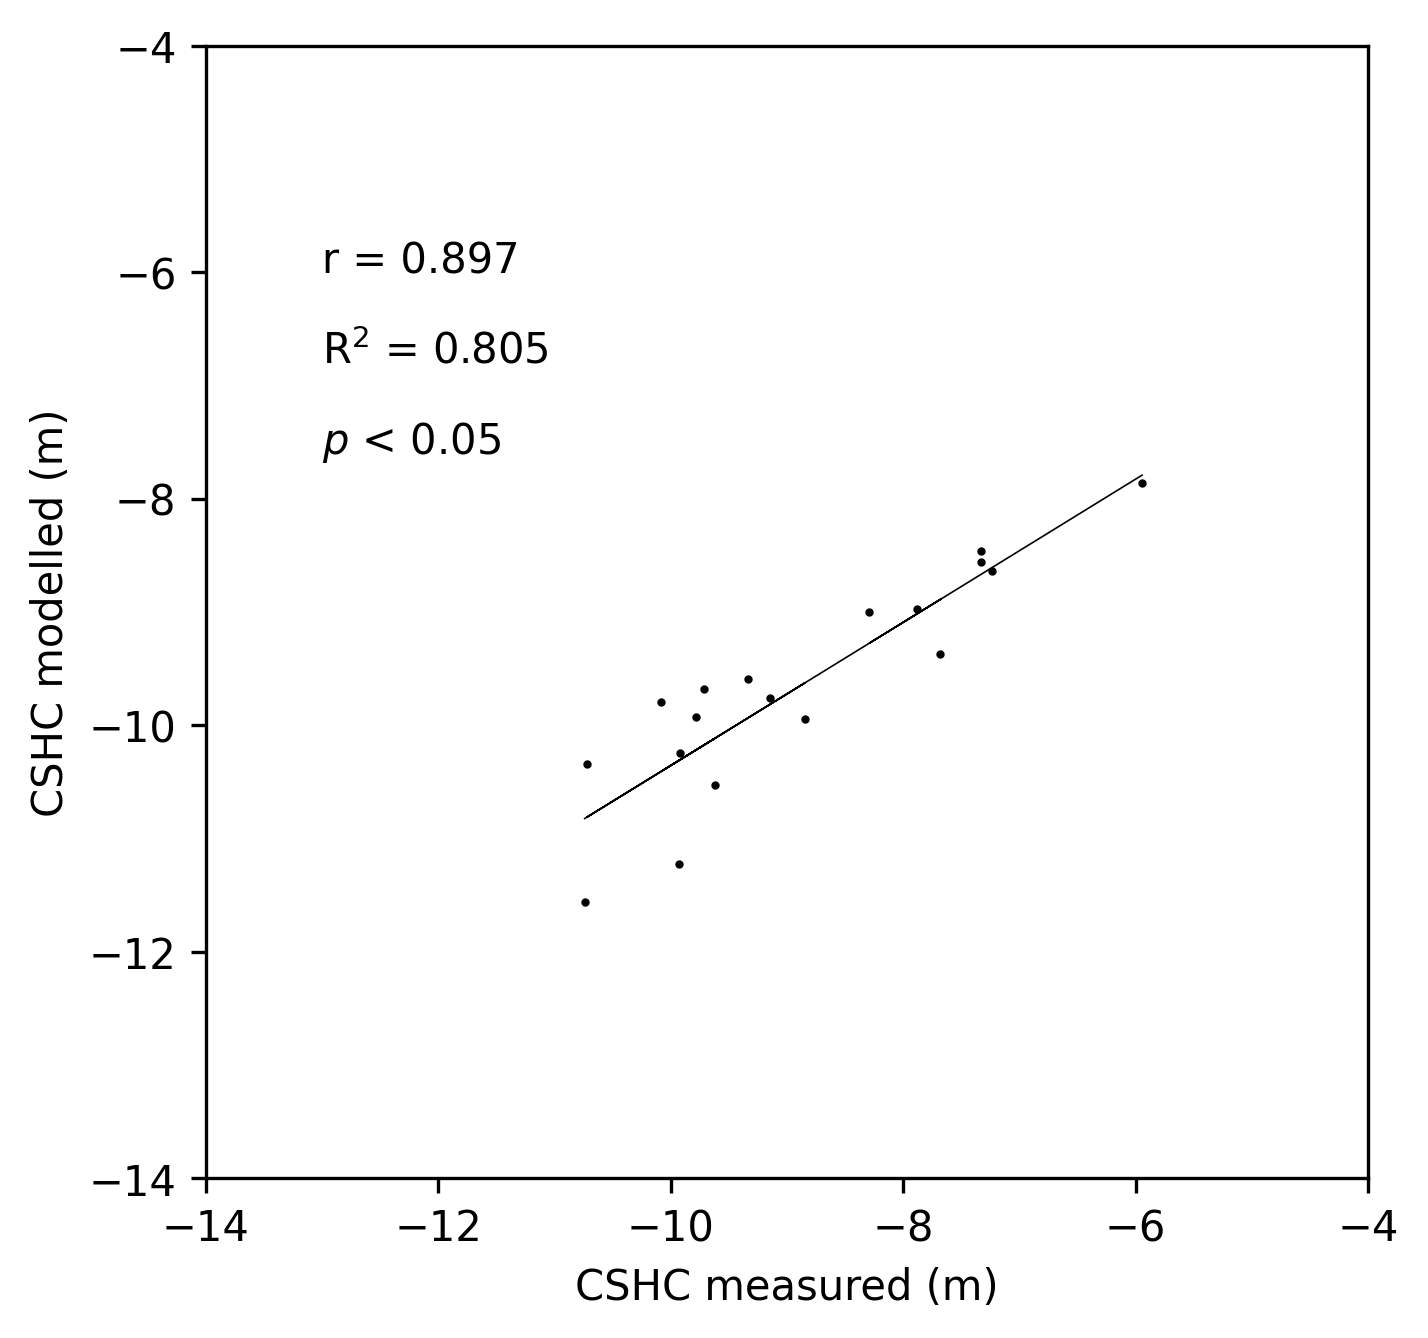 −4
−6
−8
−10
−12
−14
r = 0.897
R² = 0.805
p < 0.05
CSHC modelled (m)
−14 −12 −10 −8 −6 −4
CSHC measured (m)